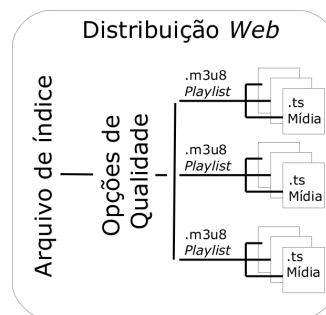 Distribuição Web
Arquivo de índice
Opções de
Qualidade
.m3u8
Playlist
.ts
Mídia
.m3u8
Playlist
.ts
Mídia
.m3u8
Playlist
.ts
Mídia